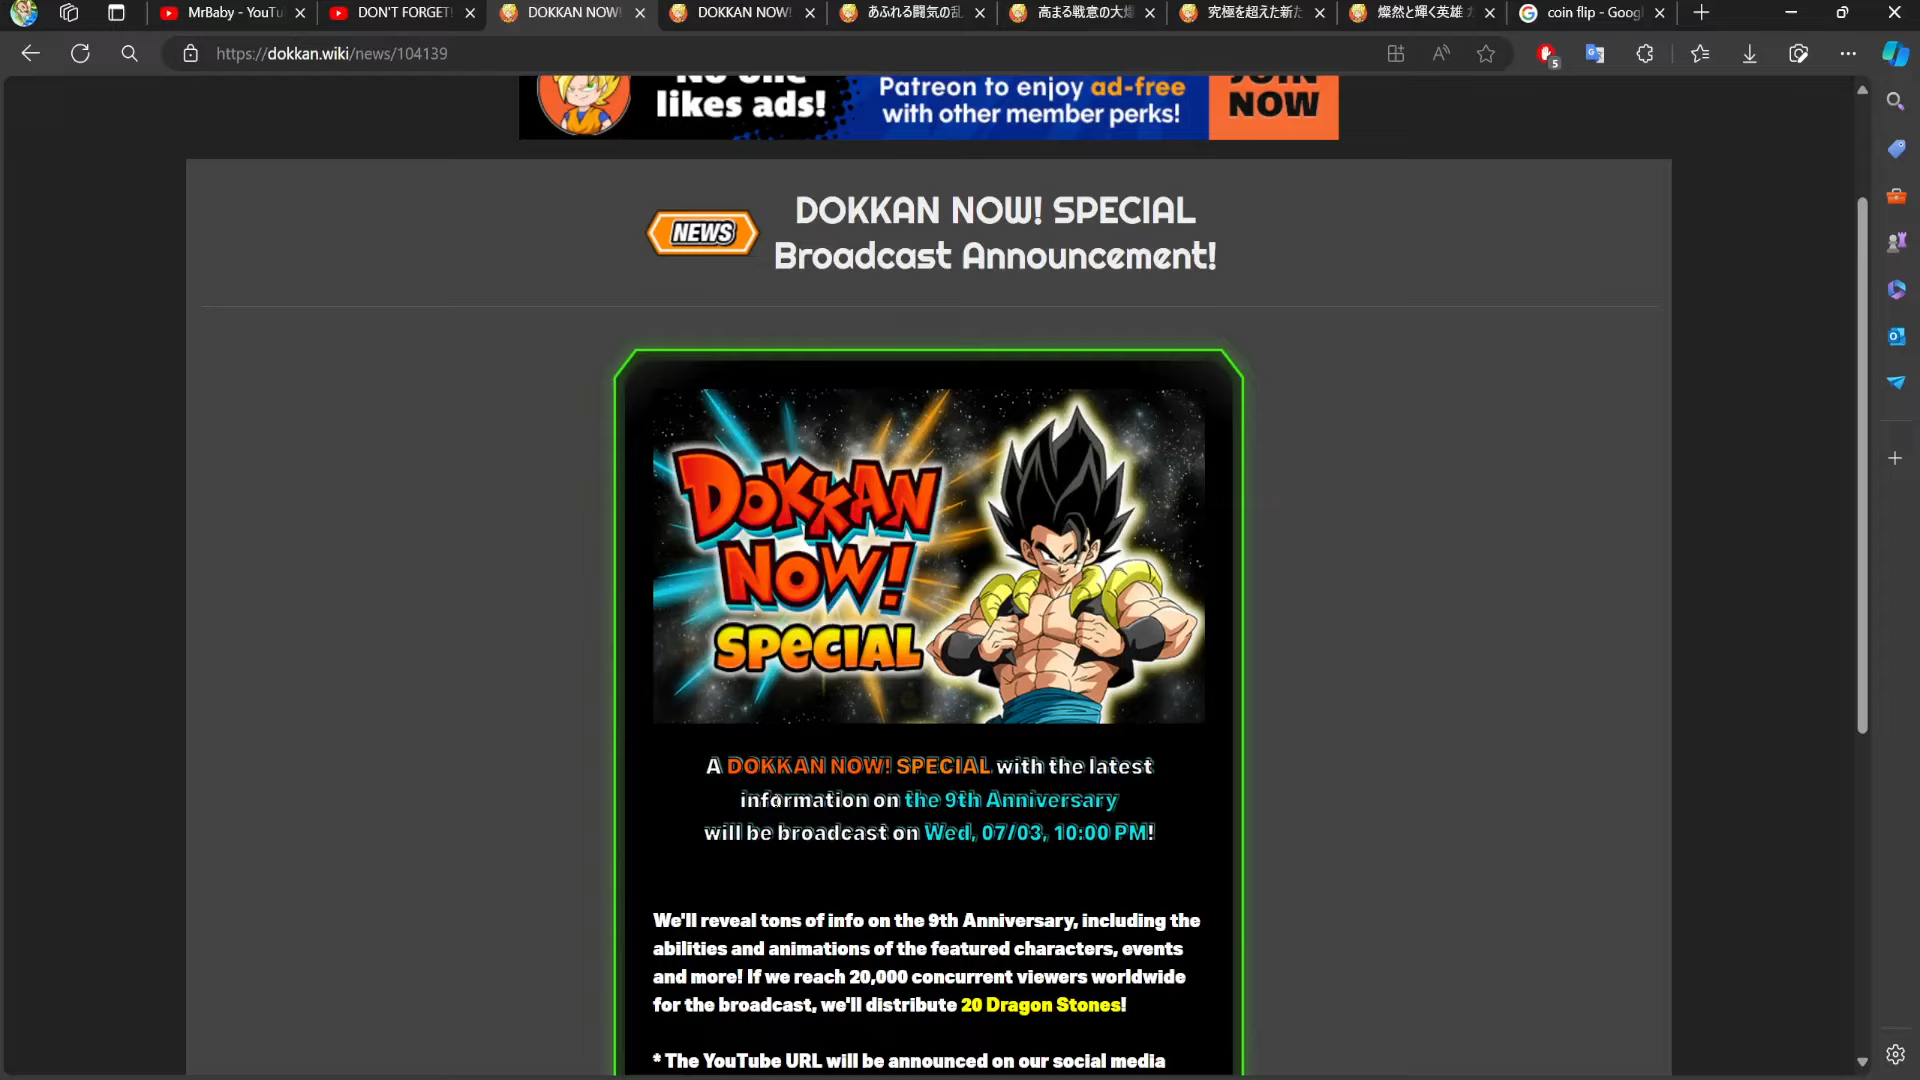 MrBaby - YouTu
DON'T FORGET!
DOKKAN NOW!
DOKKAN NOW!
あふれる闘気の乱
高まる戦意の大爆
究極を超えた新た
燦然と輝く英雄
coin flip - Googl
https://dokkan.wiki/news/104139
5
No one
likes ads!
Patreon to enjoy ad-free
with other member perks!
JOIN
NOW
NEWS
DOKKAN NOW! SPECIAL
Broadcast Announcement!
DOKKAN
NOW!
SPECIAL
A DOKKAN NOW! SPECIAL with the latest
information on the 9th Anniversary
will be broadcast on Wed, 07/03, 10:00 PM!
We'll reveal tons of info on the 9th Anniversary, including the
abilities and animations of the featured characters, events
and more! If we reach 20,000 concurrent viewers worldwide
for the broadcast, we'll distribute 20 Dragon Stones!
* The YouTube URL will be announced on our social media